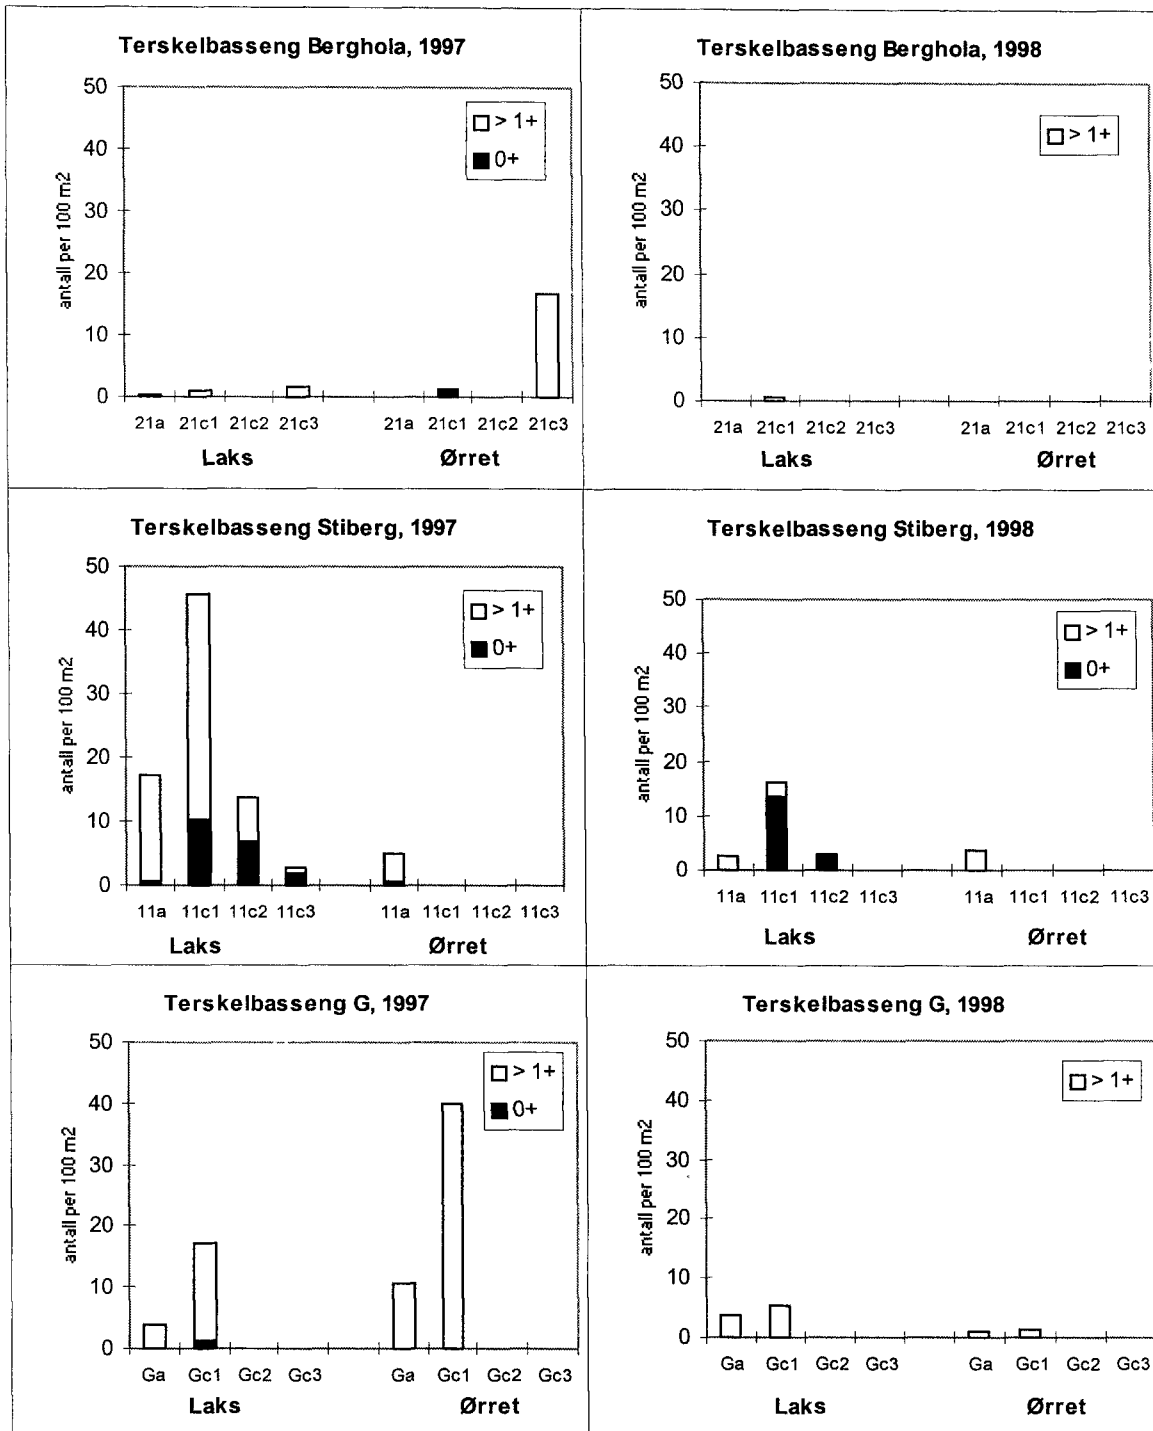 Terskelbasseng Berghola, 1997
50
40
30
20
10
0
antall per 100 m2
> 1+
0+
21a 21c1 21c2 21c3 21a 21c1 21c2 21c3
Laks Ørret
Terskelbasseng Berghola, 1998
50
40
30
20
10
0
antall per 100 m2
> 1+
21a 21c1 21c2 21c3 21a 21c1 21c2 21c3
Laks Ørret
Terskelbasseng Stiberg, 1997
50
40
30
20
10
0
antall per 100 m2
> 1+
0+
11a 11c1 11c2 11c3 11a 11c1 11c2 11c3
Laks Ørret
Terskelbasseng Stiberg, 1998
50
40
30
20
10
0
antall per 100 m2
> 1+
0+
11a 11c1 11c2 11c3 11a 11c1 11c2 11c3
Laks Ørret
Terskelbasseng G, 1997
50
40
30
20
10
0
antall per 100 m2
> 1+
0+
Ga Gc1 Gc2 Gc3 Ga Gc1 Gc2 Gc3
Laks Ørret
Terskelbasseng G, 1998
50
40
30
20
10
0
antall per 100 m2
> 1+
Ga Gc1 Gc2 Gc3 Ga Gc1 Gc2 Gc3
Laks Ørret